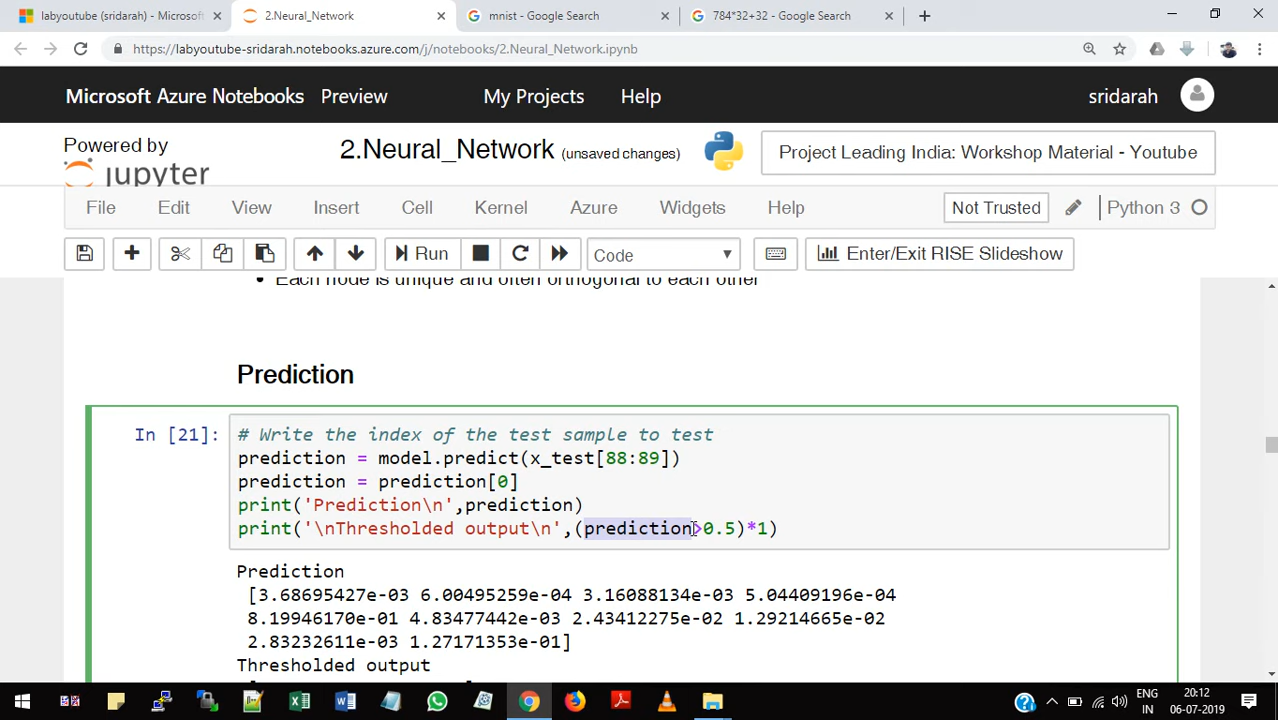 labyoutube (sridarah) - Microsoft
2.Neural_Network
mnist - Google Search
784*32+32 - Google Search
https://labyoutube-sridarah.notebooks.azure.com/j/notebooks/2.Neural_Network.ipynb
Microsoft Azure Notebooks Preview My Projects Help sridarah
Powered by
jupyter
2.Neural_Network (unsaved changes)
Project Leading India: Workshop Material - Youtube
File Edit View Insert Cell Kernel Azure Widgets Help Not Trusted Python 3
Run Code Enter/Exit RISE Slideshow
Each node is unique and often orthogonal to each other
Prediction
In [21]: # Write the index of the test sample to test
prediction = model.predict(x_test[88:89])
prediction = prediction[0]
print('Prediction\n',prediction)
print('\nThresholded output\n',(prediction>0.5)*1)
Prediction
[3.68695427e-03 6.00495259e-04 3.16088134e-03 5.04409196e-04
8.19946170e-01 4.83477442e-03 2.43412275e-02 1.29214665e-02
2.83232611e-03 1.27171353e-01]
Thresholded output
ENG 20:12
IN 06-07-2019